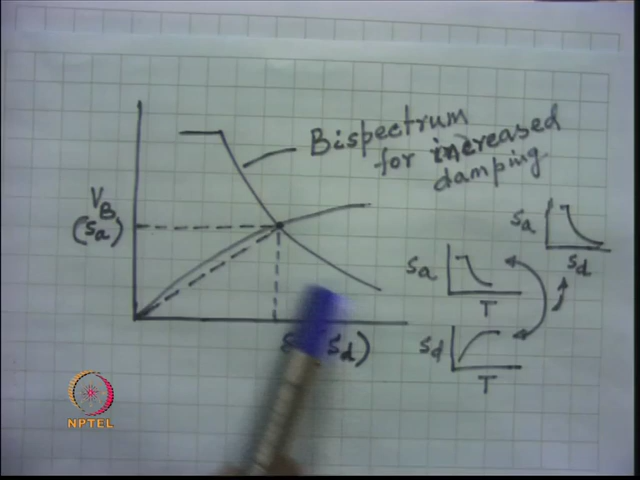 Bispectrum
for increased
damping
V_B
(S_a)
S_d)
S_a
T
S_d
T
S_a
S_d
NPTEL